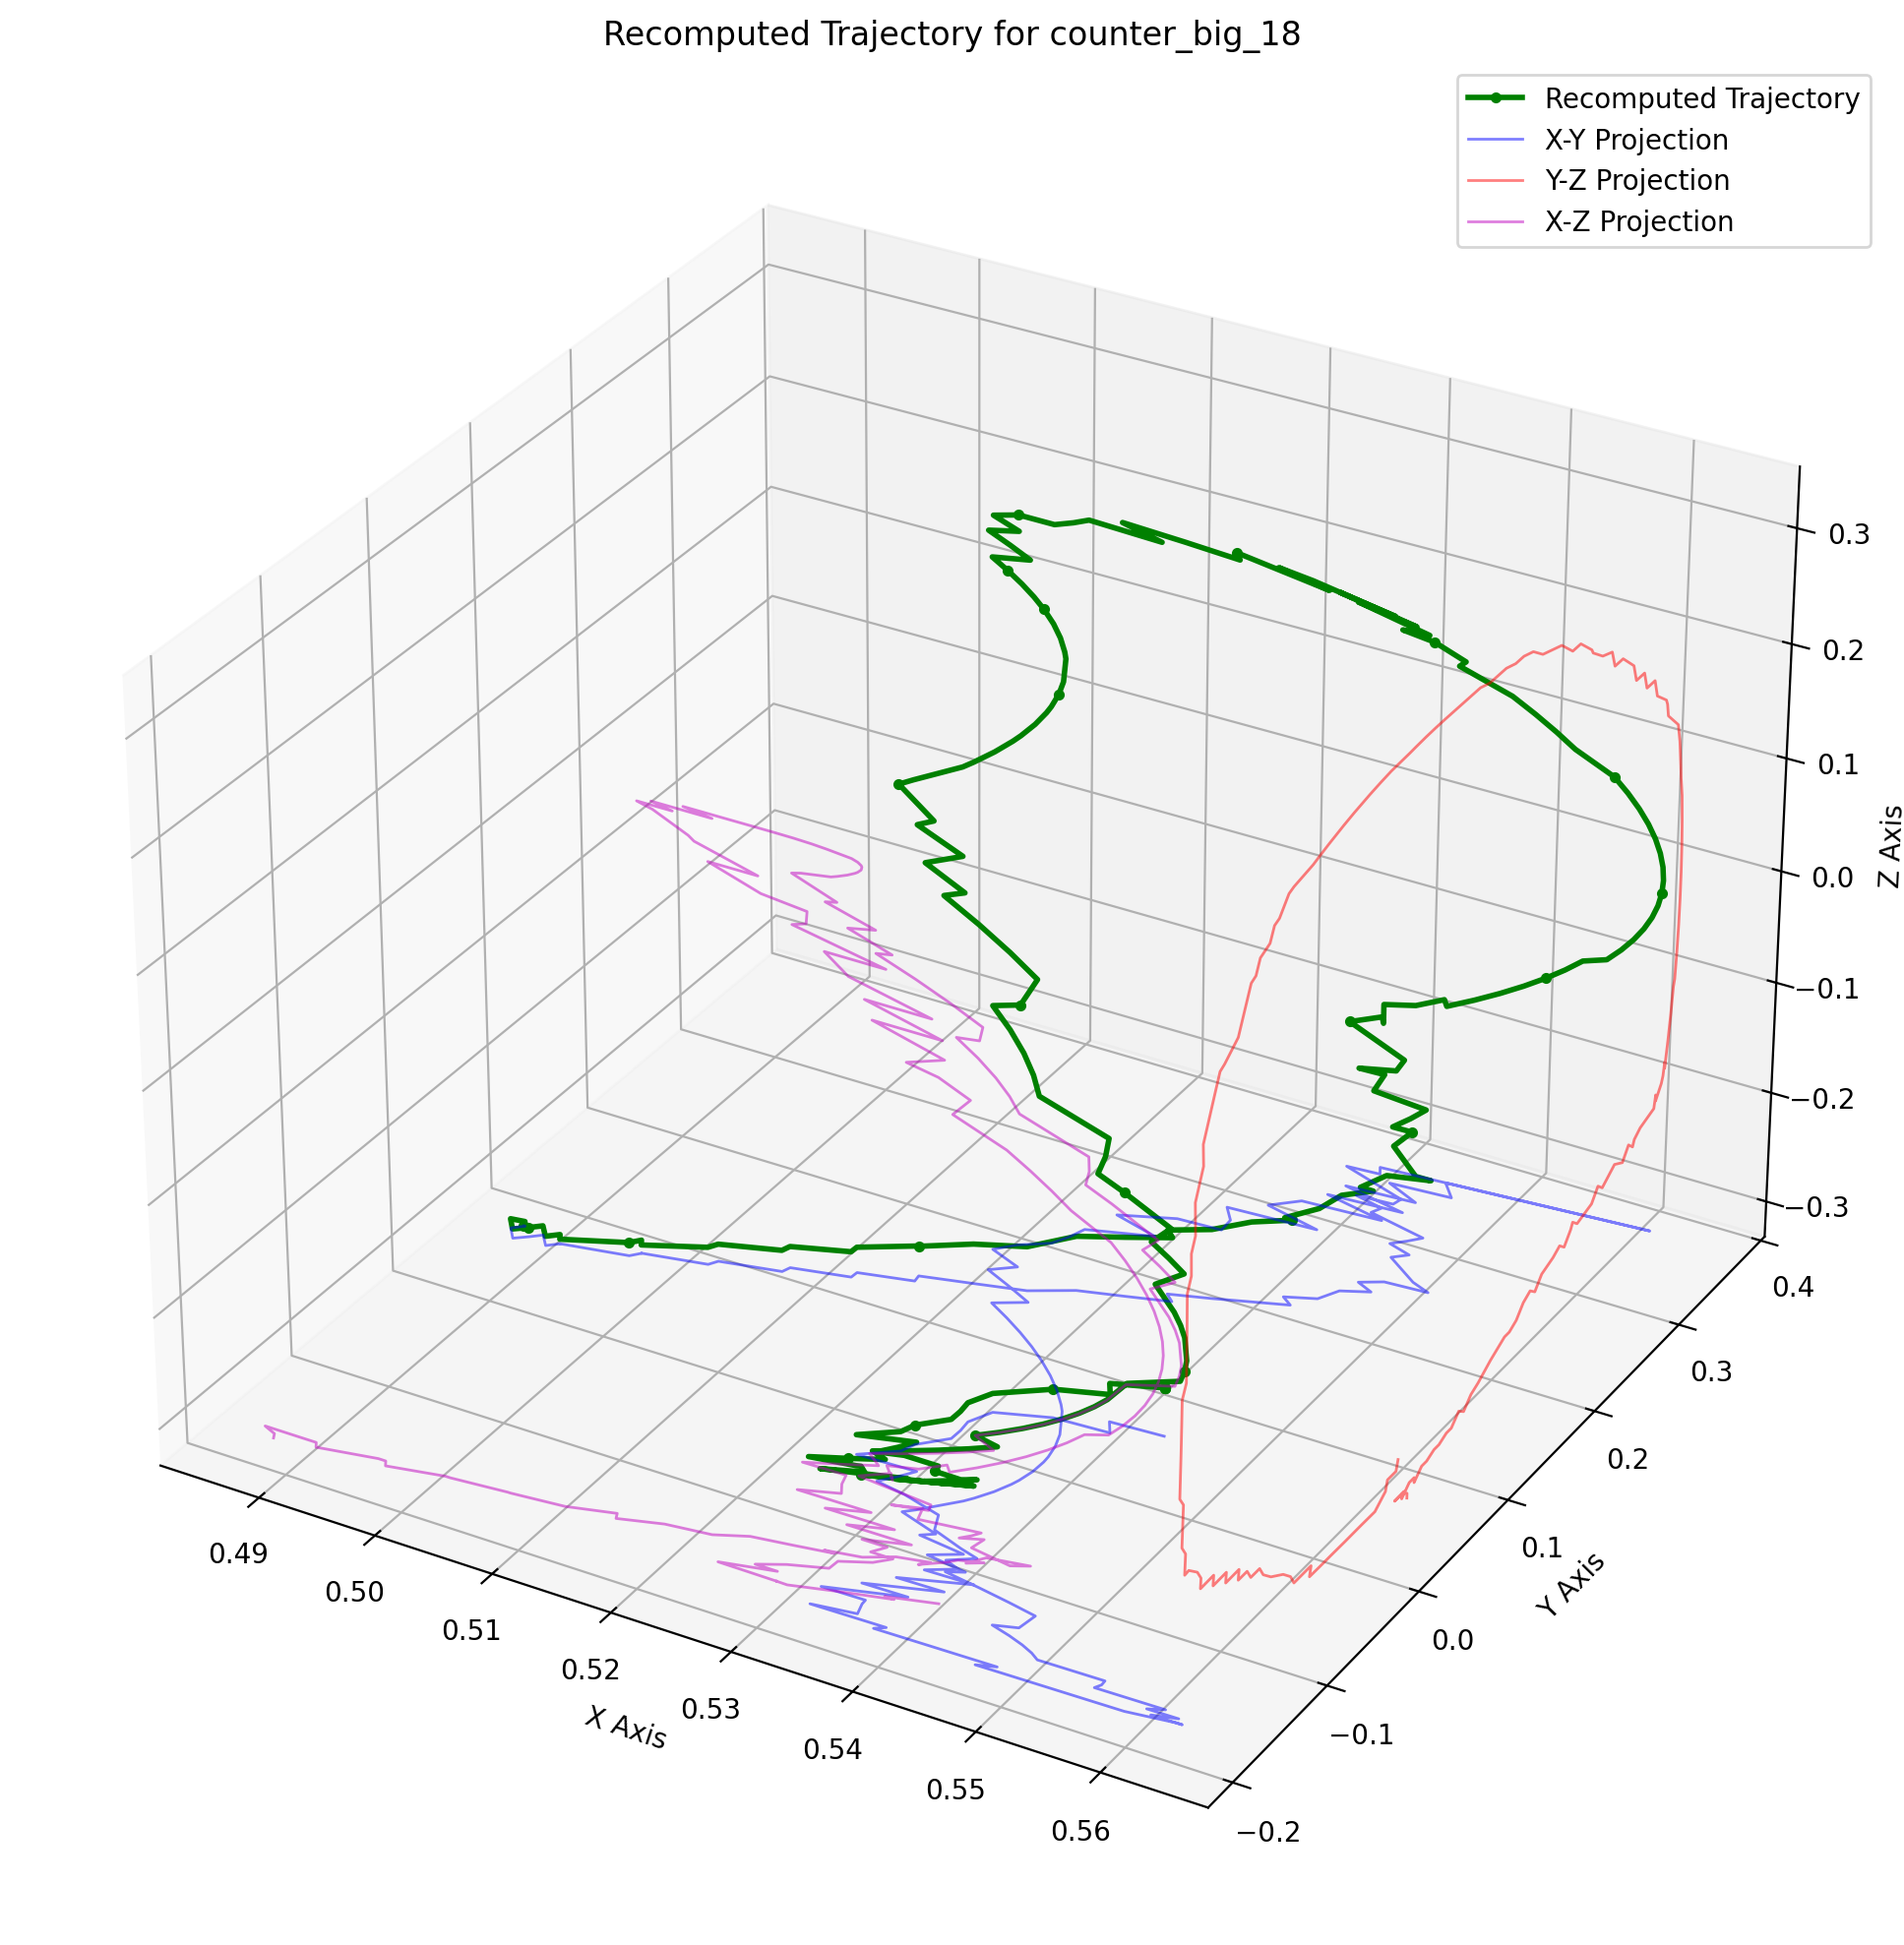 Recomputed Trajectory for counter_big_18
Recomputed Trajectory
X-Y Projection
Y-Z Projection
X-Z Projection
0.3
0.2
0.1
0.0
−0.1
−0.2
−0.3
Z Axis
0.4
0.3
0.2
0.1
0.0
−0.1
−0.2
Y Axis
0.49
0.50
0.51
0.52
0.53
0.54
0.55
0.56
X Axis